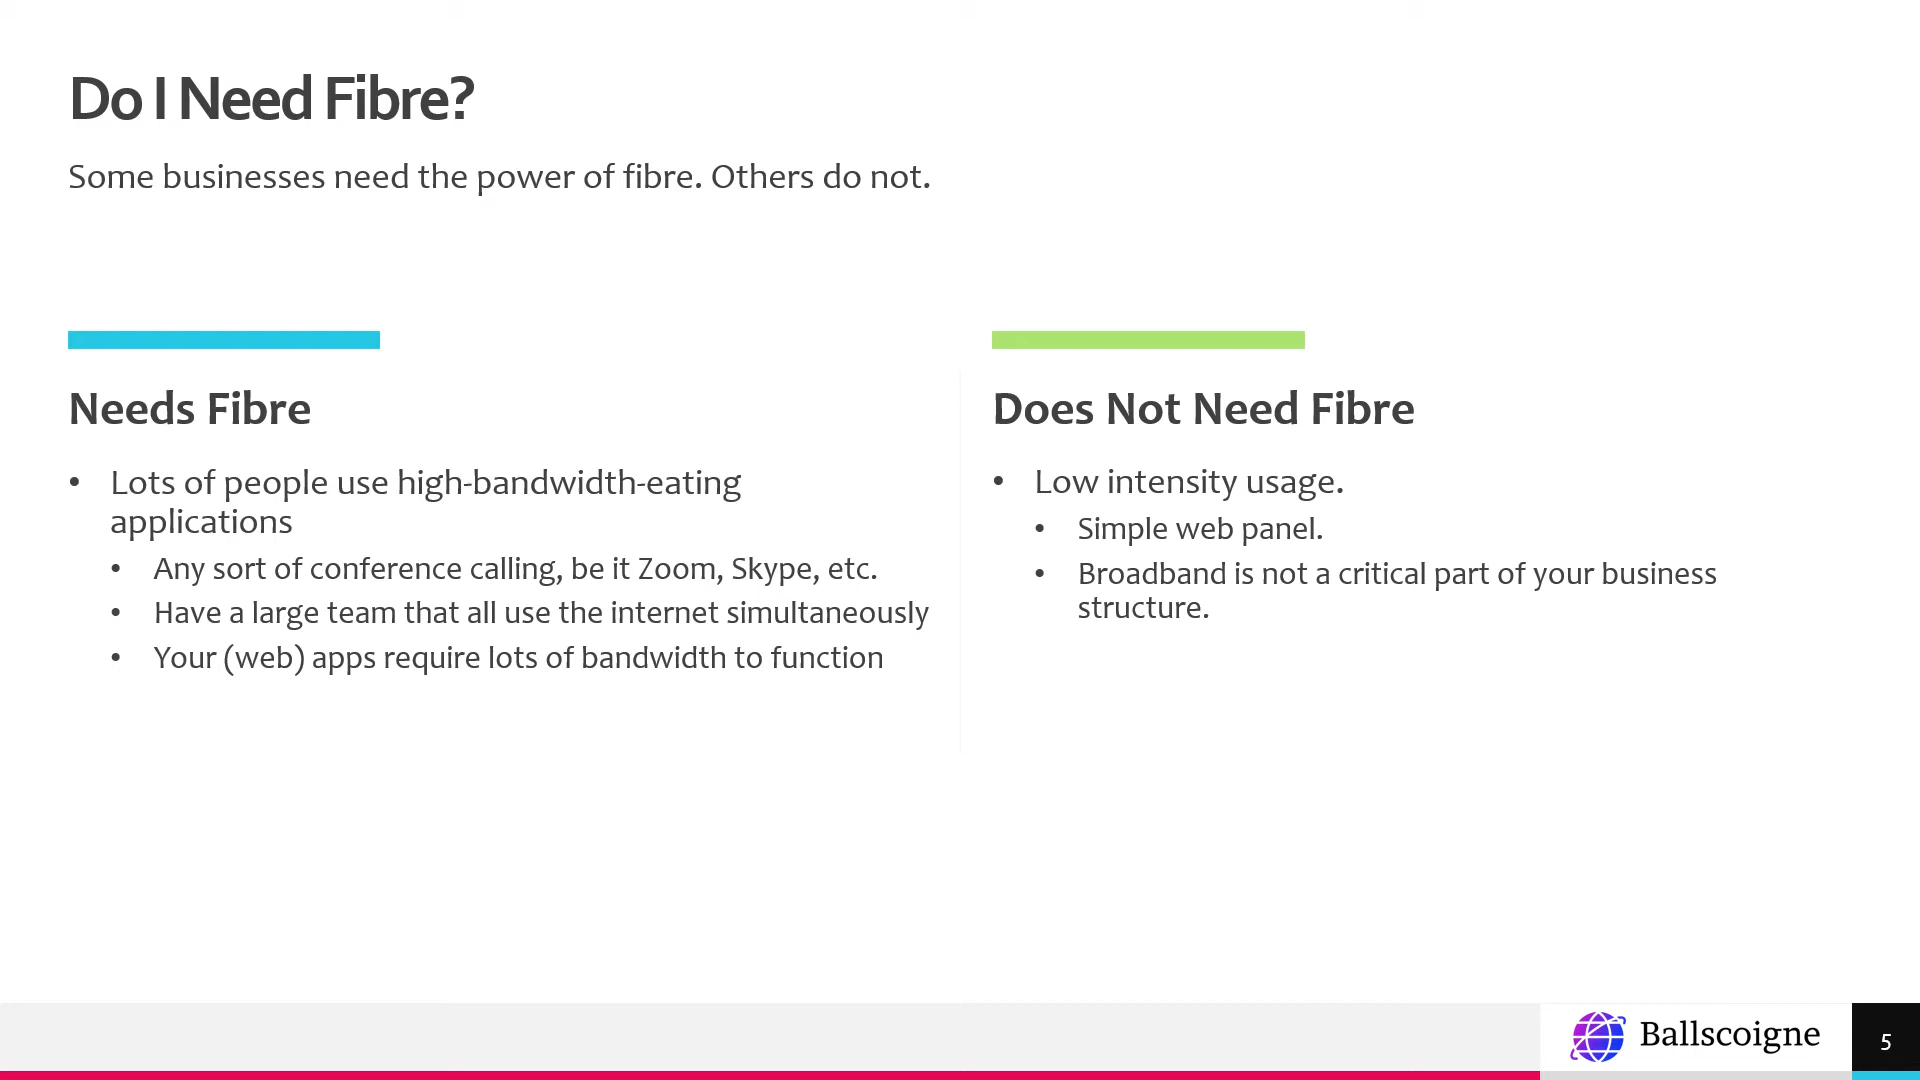 Do I Need Fibre?
Some businesses need the power of fibre. Others do not.
Needs Fibre
• Lots of people use high-bandwidth-eating
applications
• Any sort of conference calling, be it Zoom, Skype, etc.
• Have a large team that all use the internet simultaneously
• Your (web) apps require lots of bandwidth to function
Does Not Need Fibre
• Low intensity usage.
• Simple web panel.
• Broadband is not a critical part of your business
structure.
Ballscoigne
5